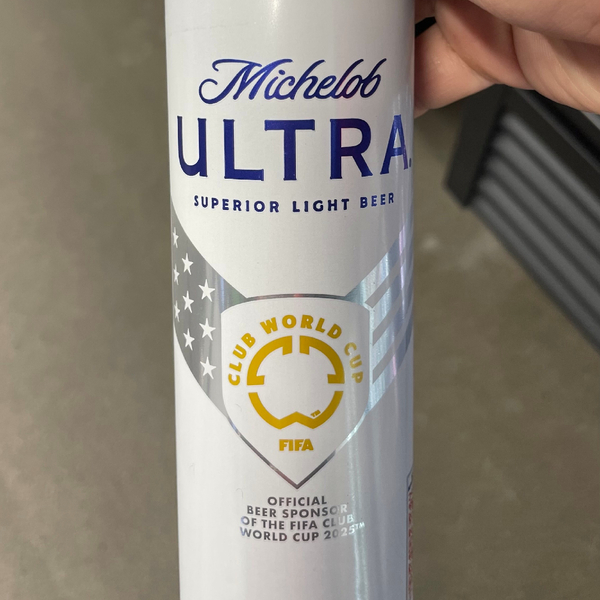 Michelob
ULTRA
SUPERIOR LIGHT BEER
CLUB WORLD CUP
TM
FIFA
OFFICIAL
BEER SPONSOR
OF THE FIFA CLUB
WORLD CUP 2025™